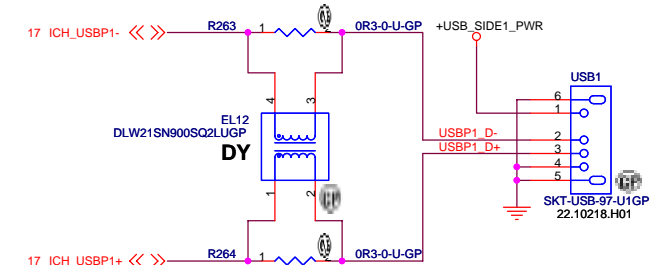 R263 1 0R3-0-U-GP
17 ICH_USBP1-
+USB_SIDE1_PWR
USB1
4 3
6
1
EL12
DLW21SN900SQ2LUGP
DY
USBP1_D- 2
USBP1_D+ 3
4
5
GP
1 2
GP
SKT-USB-97-U1GP
22.10218.H01
R264 1 0R3-0-U-GP
17 ICH_USBP1+